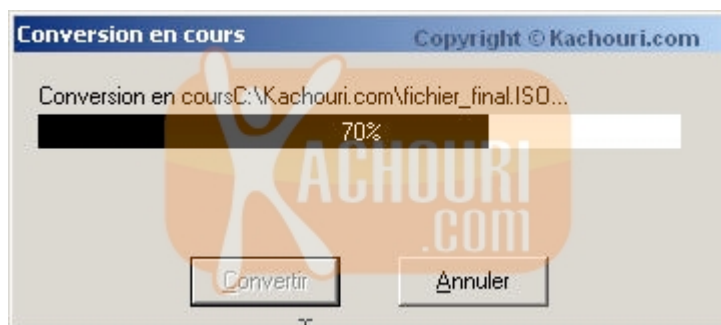 Conversion en cours
Copyright © Kachouri.com
Conversion en coursC:\Kachouri.com\fichier_final.ISO...
70%
KACHOURI
.com
Convertir
Annuler